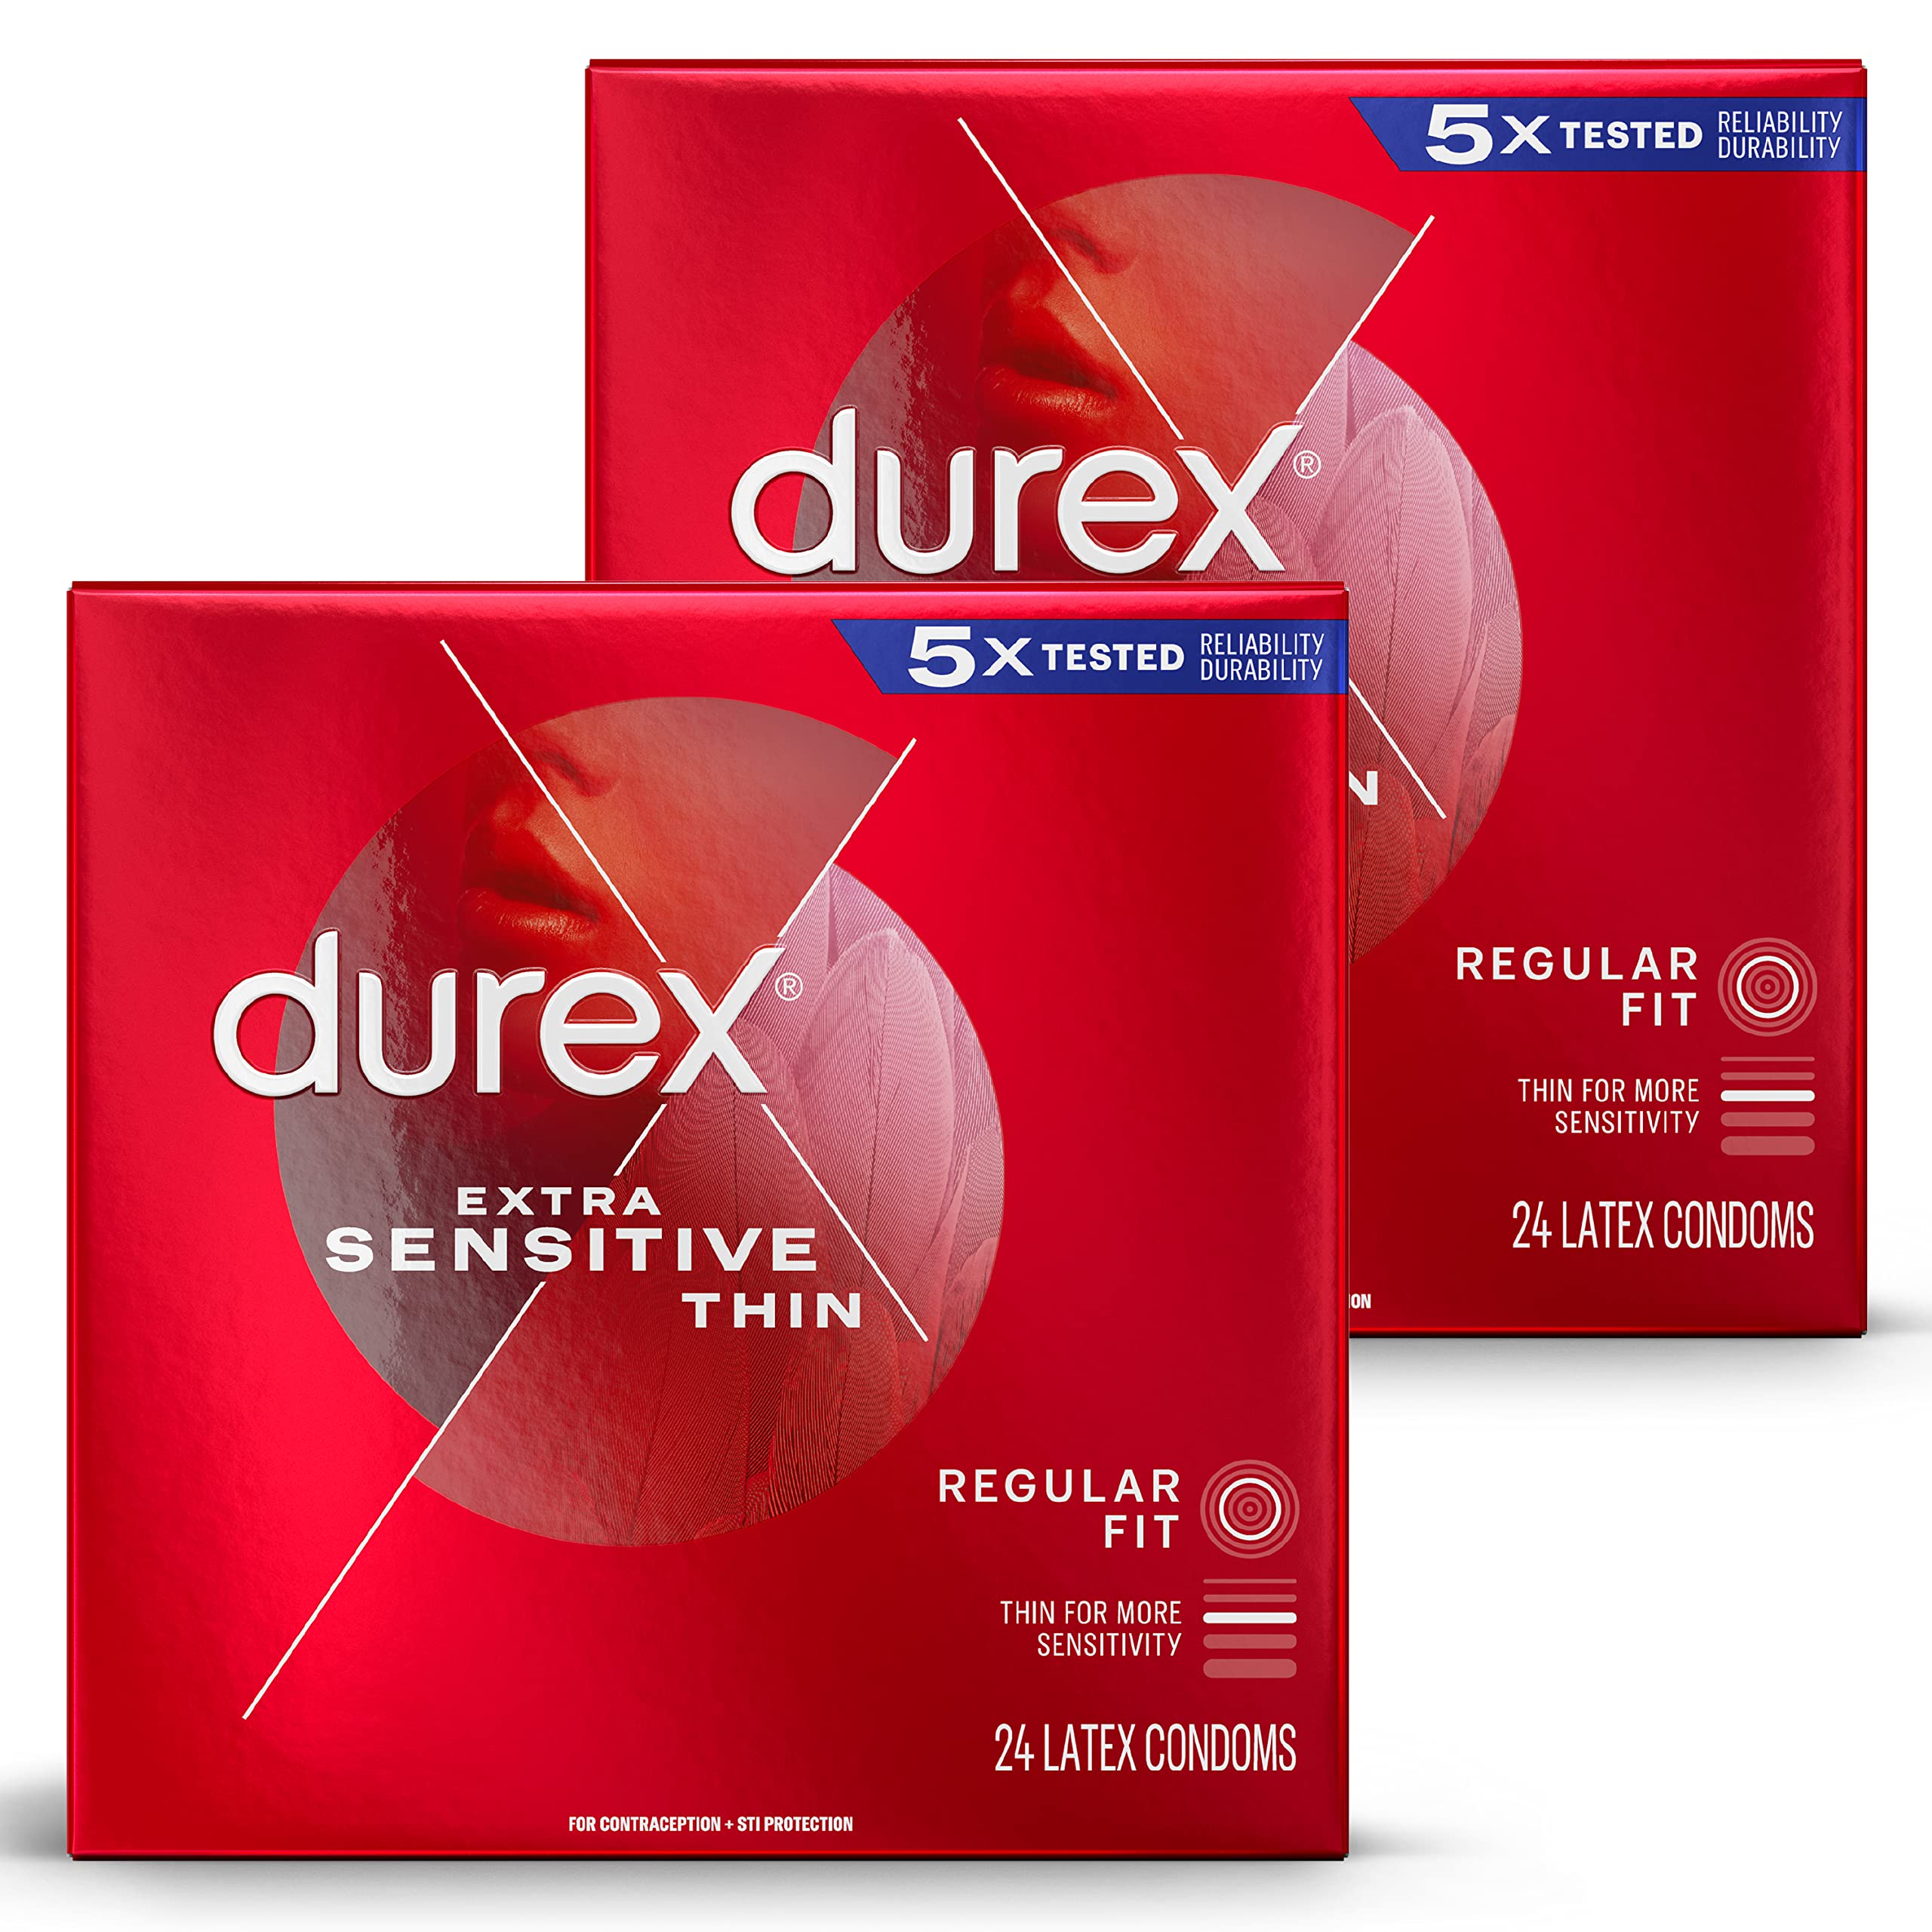 5X TESTED RELIABILITY DURABILITY
durex®
N
REGULAR
FIT
THIN FOR MORE
SENSITIVITY
24 LATEX CONDOMS
ION
5X TESTED RELIABILITY DURABILITY
durex®
EXTRA
SENSITIVE
THIN
REGULAR
FIT
THIN FOR MORE
SENSITIVITY
24 LATEX CONDOMS
FOR CONTRACEPTION + STI PROTECTION